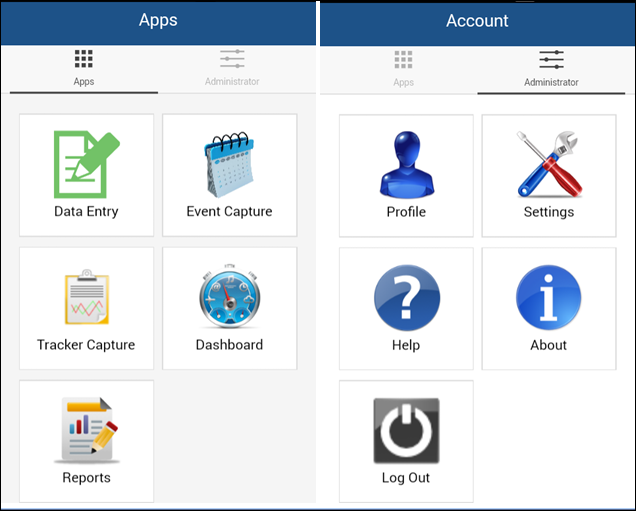 Apps
Apps
Administrator
Data Entry
Event Capture
Tracker Capture
Dashboard
Reports
Account
Apps
Administrator
Profile
Settings
Help
About
Log Out